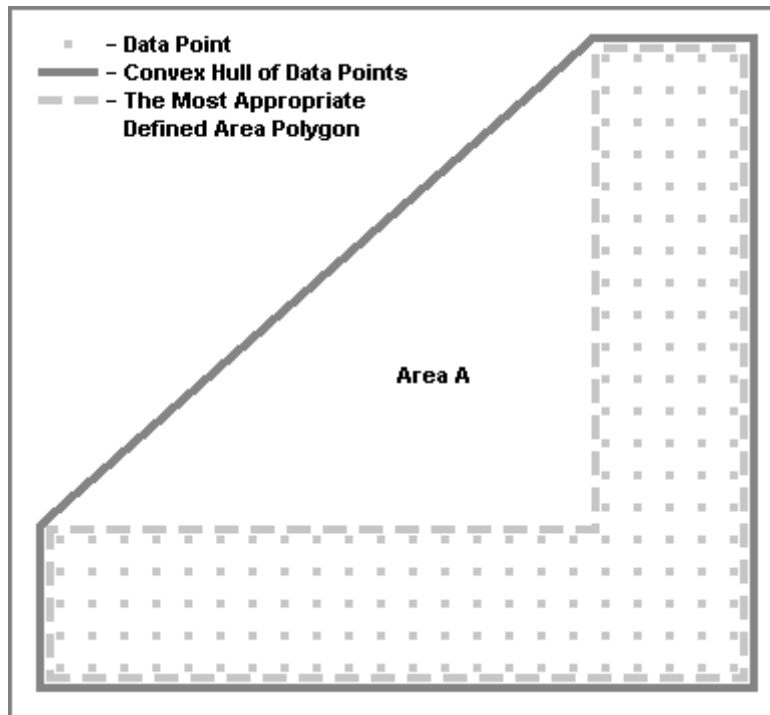 – Data Point
– Convex Hull of Data Points
– The Most Appropriate
Defined Area Polygon
Area A